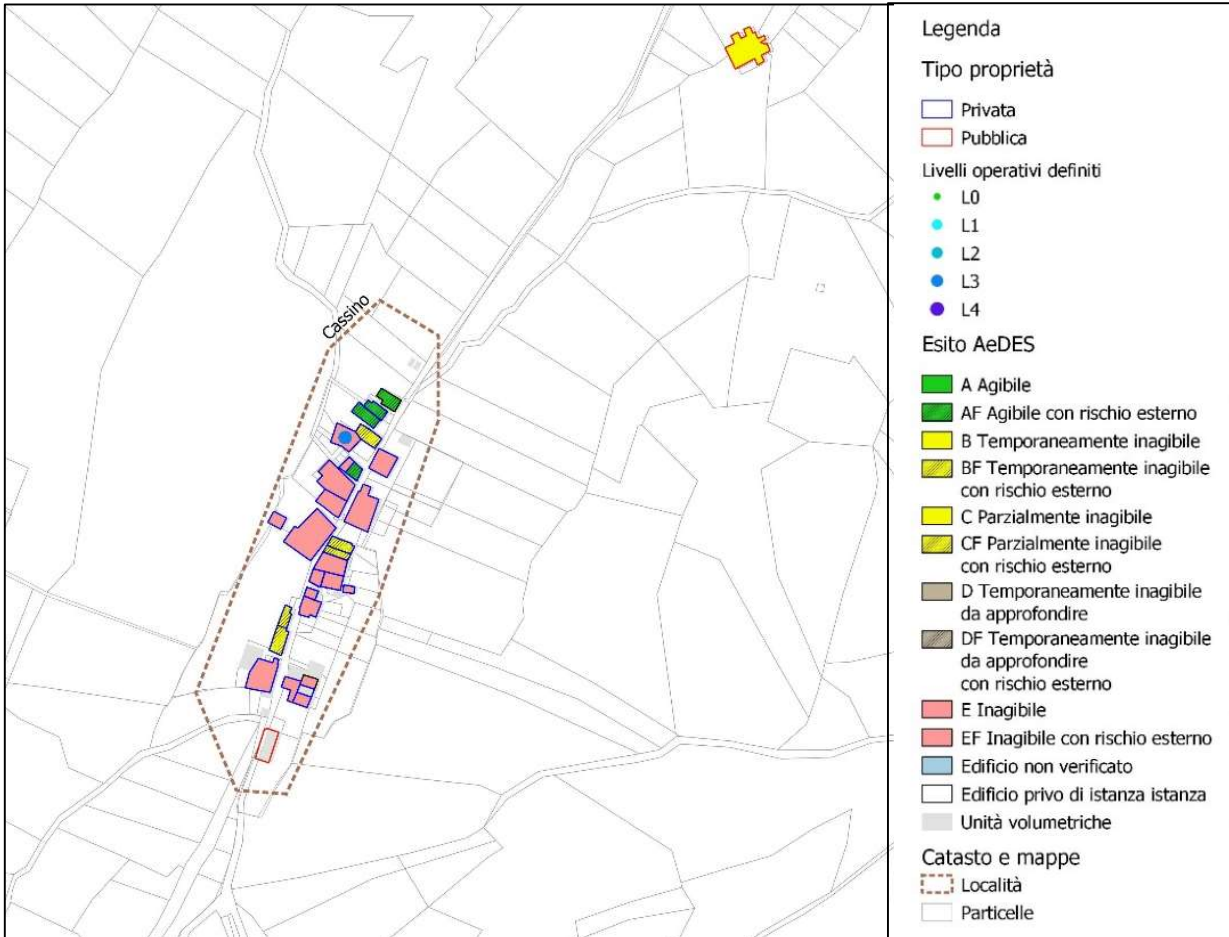 Cassino
Legenda
Tipo proprietà
Privata
Pubblica
Livelli operativi definiti
L0
L1
L2
L3
L4
Esito AeDES
A Agibile
AF Agibile con rischio esterno
B Temporaneamente inagibile
BF Temporaneamente inagibile
con rischio esterno
C Parzialmente inagibile
CF Parzialmente inagibile
con rischio esterno
D Temporaneamente inagibile
da approfondire
DF Temporaneamente inagibile
da approfondire
con rischio esterno
E Inagibile
EF Inagibile con rischio esterno
Edificio non verificato
Edificio privo di istanza istanza
Unità volumetriche
Catasto e mappe
Località
Particelle